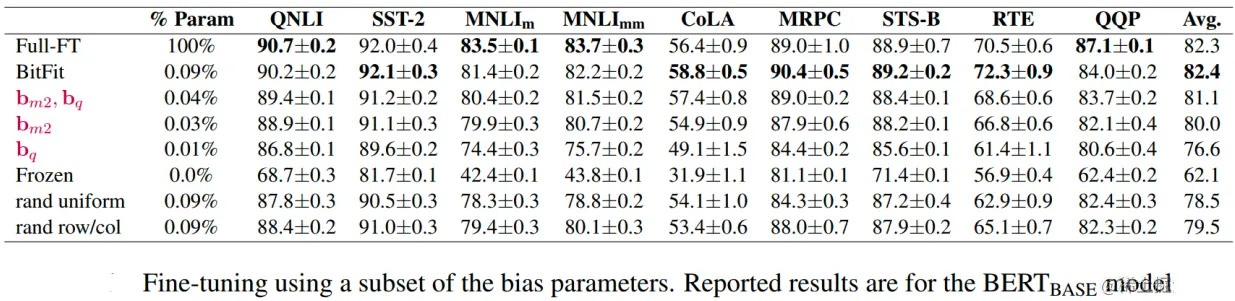 % Param QNLI SST-2 MNLIm MNLImm CoLA MRPC STS-B RTE QQP Avg.
Full-FT 100% 90.7±0.2 92.0±0.4 83.5±0.1 83.7±0.3 56.4±0.9 89.0±1.0 88.9±0.7 70.5±0.6 87.1±0.1 82.3
BitFit 0.09% 90.2±0.2 92.1±0.3 81.4±0.2 82.2±0.2 58.8±0.5 90.4±0.5 89.2±0.2 72.3±0.9 84.0±0.2 82.4
bm2, bq 0.04% 89.4±0.1 91.2±0.2 80.4±0.2 81.5±0.2 57.4±0.8 89.0±0.2 88.4±0.1 68.6±0.6 83.7±0.2 81.1
bm2 0.03% 88.9±0.1 91.1±0.3 79.9±0.3 80.7±0.2 54.9±0.9 87.9±0.6 88.2±0.1 66.8±0.6 82.1±0.4 80.0
bq 0.01% 86.8±0.1 89.6±0.2 74.4±0.3 75.7±0.2 49.1±1.5 84.4±0.2 85.6±0.1 61.4±1.1 80.6±0.4 76.6
Frozen 0.0% 68.7±0.3 81.7±0.1 42.4±0.1 43.8±0.1 31.9±1.1 81.1±0.1 71.4±0.1 56.9±0.4 62.4±0.2 62.1
rand uniform 0.09% 87.8±0.3 90.5±0.3 78.3±0.3 78.8±0.2 54.1±1.0 84.3±0.3 87.2±0.4 62.9±0.9 82.4±0.3 78.5
rand row/col 0.09% 88.4±0.2 91.0±0.3 79.4±0.3 80.1±0.3 53.4±0.6 88.0±0.7 87.9±0.2 65.1±0.7 82.3±0.2 79.5
Fine-tuning using a subset of the bias parameters. Reported results are for the BERTBASE model